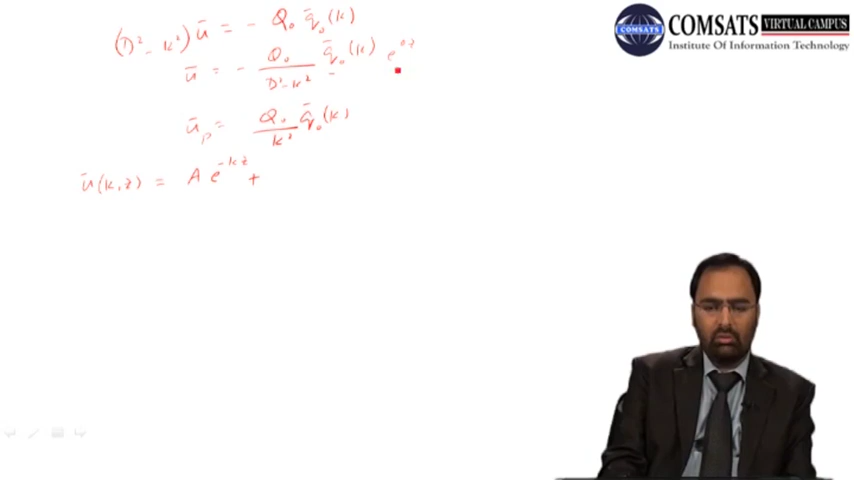 (D² - k²) ū = - Q₀ q̄₀(k)
ū = - Q₀ / (D² - k²) q̄₀(k) e^{0z}
ū_p = Q₀ / k² q̄₀(k)
ū(k, z) = A e^{-kz} +
COMSATS VIRTUAL CAMPUS
Institute Of Information Technology